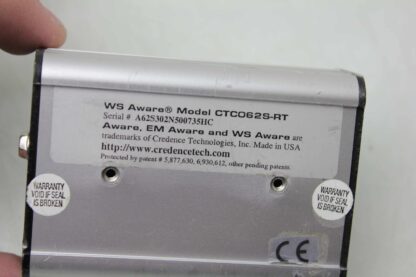 WS Aware® Model CTC062S-RT
Serial # A62S302N500735HC
Aware, EM Aware and WS Aware are
trademarks of Credence Technologies, Inc. Made in USA
http://www.credencetech.com
Protected by patent # 5,877,630, 6,930,612, other pending patents
WARRANTY
VOID IF SEAL
IS BROKEN
WARRANTY
VOID IF SEAL
IS BROKEN
CE